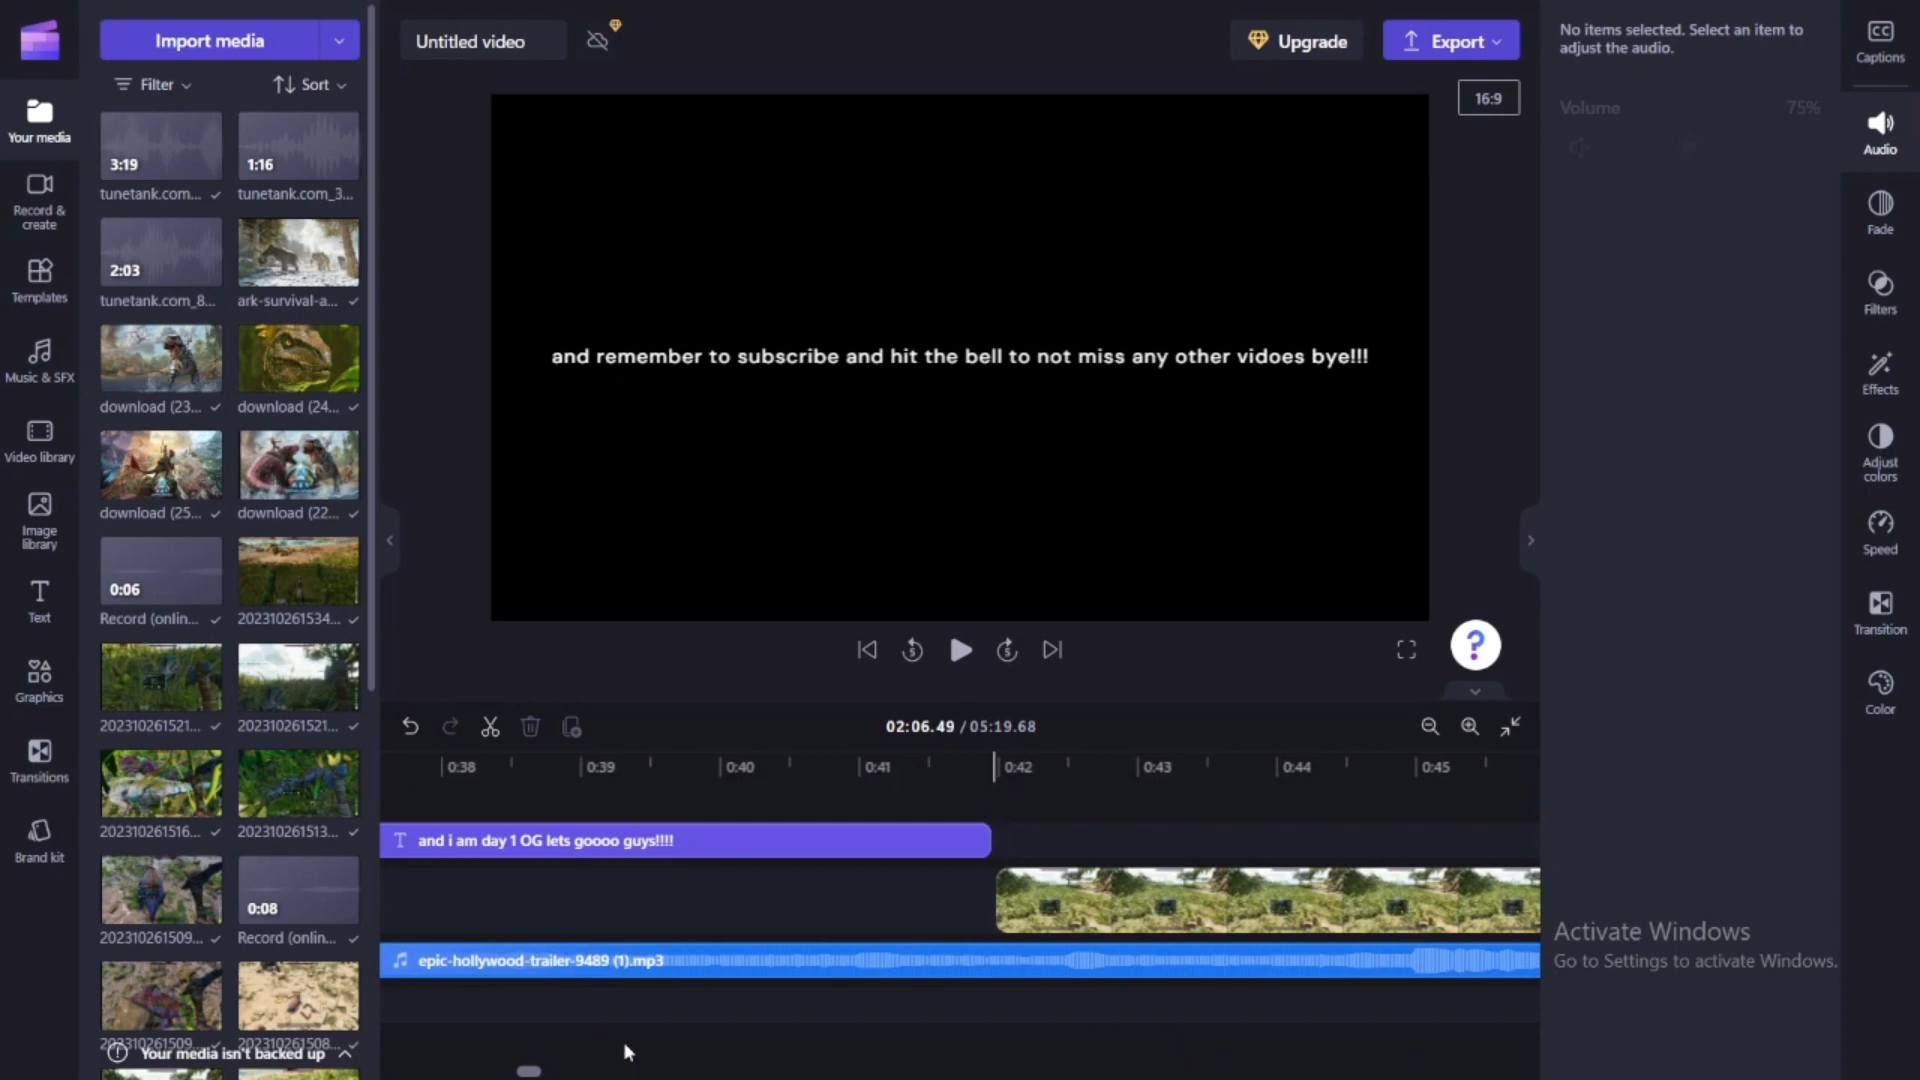 Import media
Untitled video
Upgrade
Export
No items selected. Select an item to
adjust the audio.
Captions
Filter
Sort
16:9
Volume
75%
Your media
Audio
3:19
1:16
tunetank.com...
tunetank.com_3...
Record &
create
Fade
2:03
tunetank.com_8...
ark-survival-a...
Templates
Filters
and remember to subscribe and hit the bell to not miss any other vidoes bye!!!
Music & SFX
Effects
download (23...
download (24...
Video library
Adjust
colors
download (25...
download (22...
Image
library
Speed
0:06
Record (onlin...
202310261534...
Text
Transition
5
5
?
Graphics
Color
202310261521...
202310261521...
02:06.49 / 05:19.68
0:38
0:39
0:40
0:41
0:42
0:43
0:44
0:45
Transitions
202310261516...
202310261513...
T and i am day 1 OG lets goooo guys!!!!
Brand kit
0:08
202310261509...
Record (onlin...
epic-hollywood-trailer-9489 (1).mp3
Activate Windows
Go to Settings to activate Windows.
202310261509...
202310261508...
Your media isn't backed up